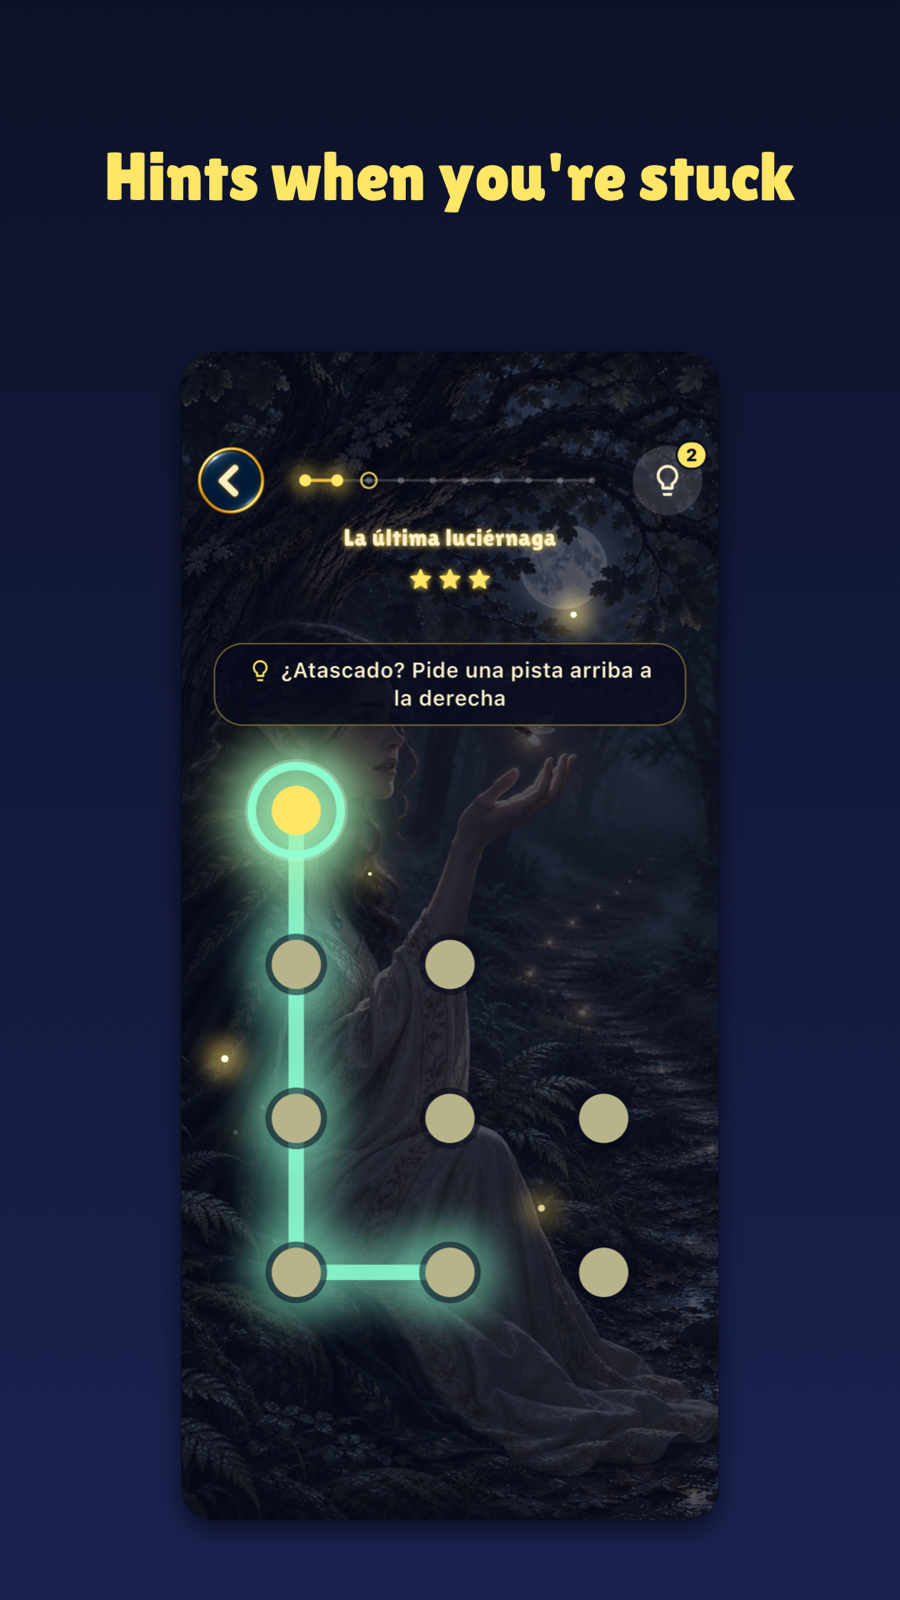 Hints when you're stuck
2
La última luciérnaga
¿Atascado? Pide una pista arriba a
la derecha